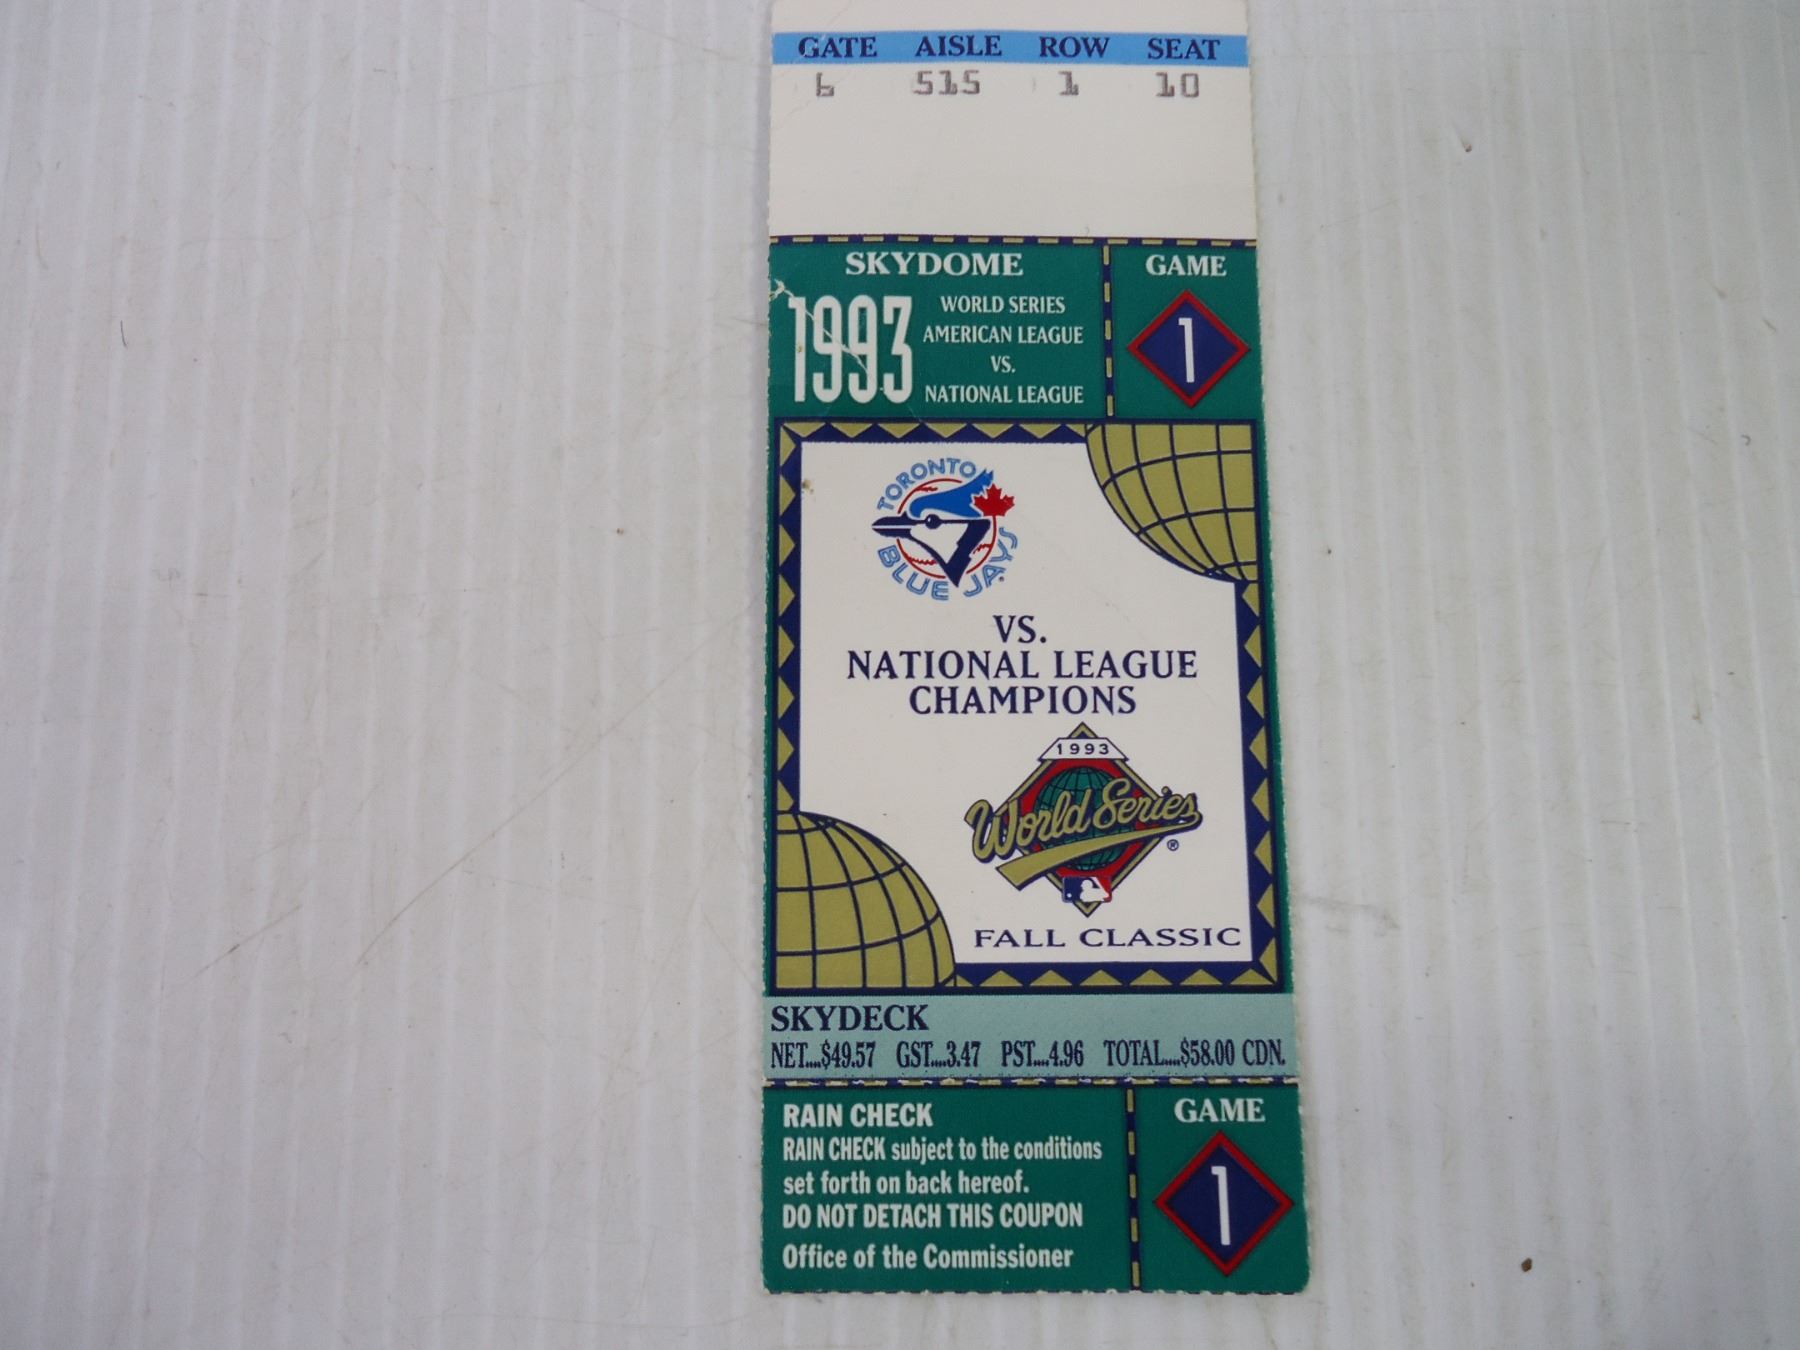 GATE AISLE ROW SEAT
6 515 1 10
SKYDOME
1993
WORLD SERIES
AMERICAN LEAGUE
VS.
NATIONAL LEAGUE
GAME
1
TORONTO
BLUE JAYS
VS.
NATIONAL LEAGUE
CHAMPIONS
1993
World Series
®
FALL CLASSIC
SKYDECK
NET....$49.57 GST....3.47 PST....4.96 TOTAL....$58.00 CDN.
RAIN CHECK
RAIN CHECK subject to the conditions
set forth on back hereof.
DO NOT DETACH THIS COUPON
Office of the Commissioner
GAME
1